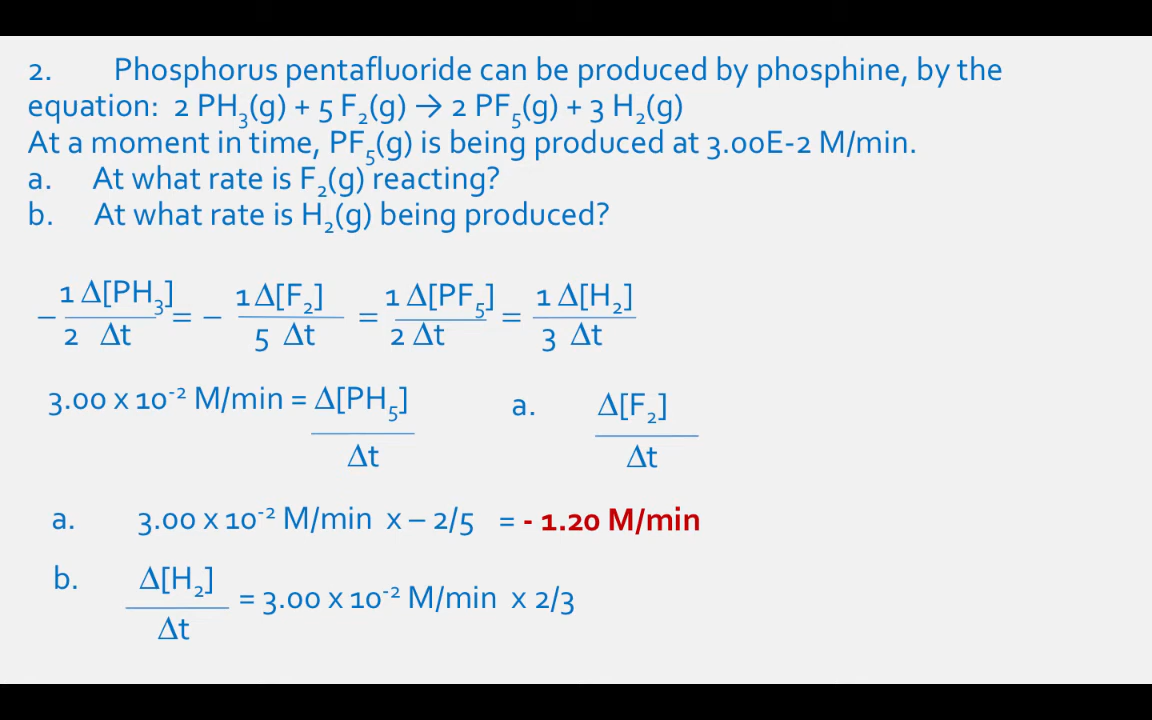 2. Phosphorus pentafluoride can be produced by phosphine, by the
equation: 2 PH₃(g) + 5 F₂(g) → 2 PF₅(g) + 3 H₂(g)
At a moment in time, PF₅(g) is being produced at 3.00E-2 M/min.
a. At what rate is F₂(g) reacting?
b. At what rate is H₂(g) being produced?
1 Δ[PH₃] 1 Δ[F₂] 1 Δ[PF₅] 1 Δ[H₂]
– = – = =
2 Δt 5 Δt 2 Δt 3 Δt
3.00 x 10⁻² M/min = Δ[PH₅] a. Δ[F₂]
Δt Δt
a. 3.00 x 10⁻² M/min x – 2/5 = - 1.20 M/min
b. Δ[H₂]
= 3.00 x 10⁻² M/min x 2/3
Δt